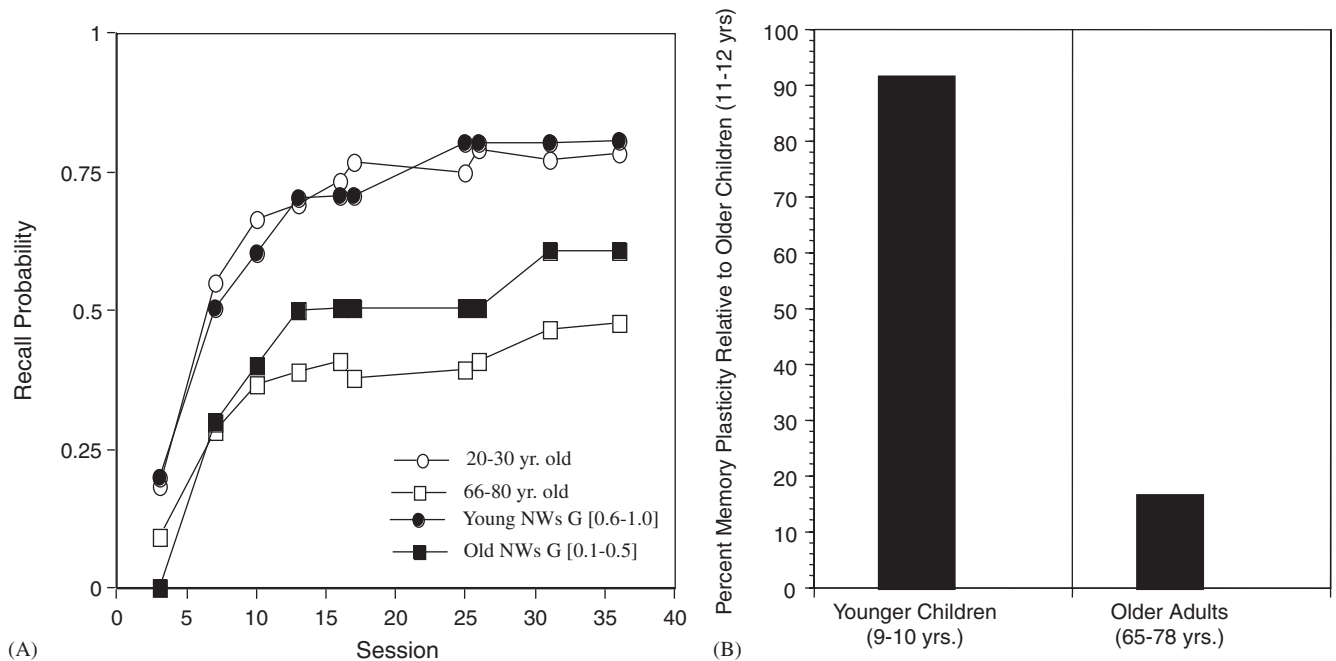 1
0.75
0.5
0.25
0
Recall Probability
20-30 yr. old
66-80 yr. old
Young NWs G [0.6-1.0]
Old NWs G [0.1-0.5]
0 5 10 15 20 25 30 35 40
Session
(A)
Percent Memory Plasticity Relative to Older Children (11-12 yrs)
100
90
80
70
60
50
40
30
20
10
0
Younger Children
(9-10 yrs.)
Older Adults
(65-78 yrs.)
(B)